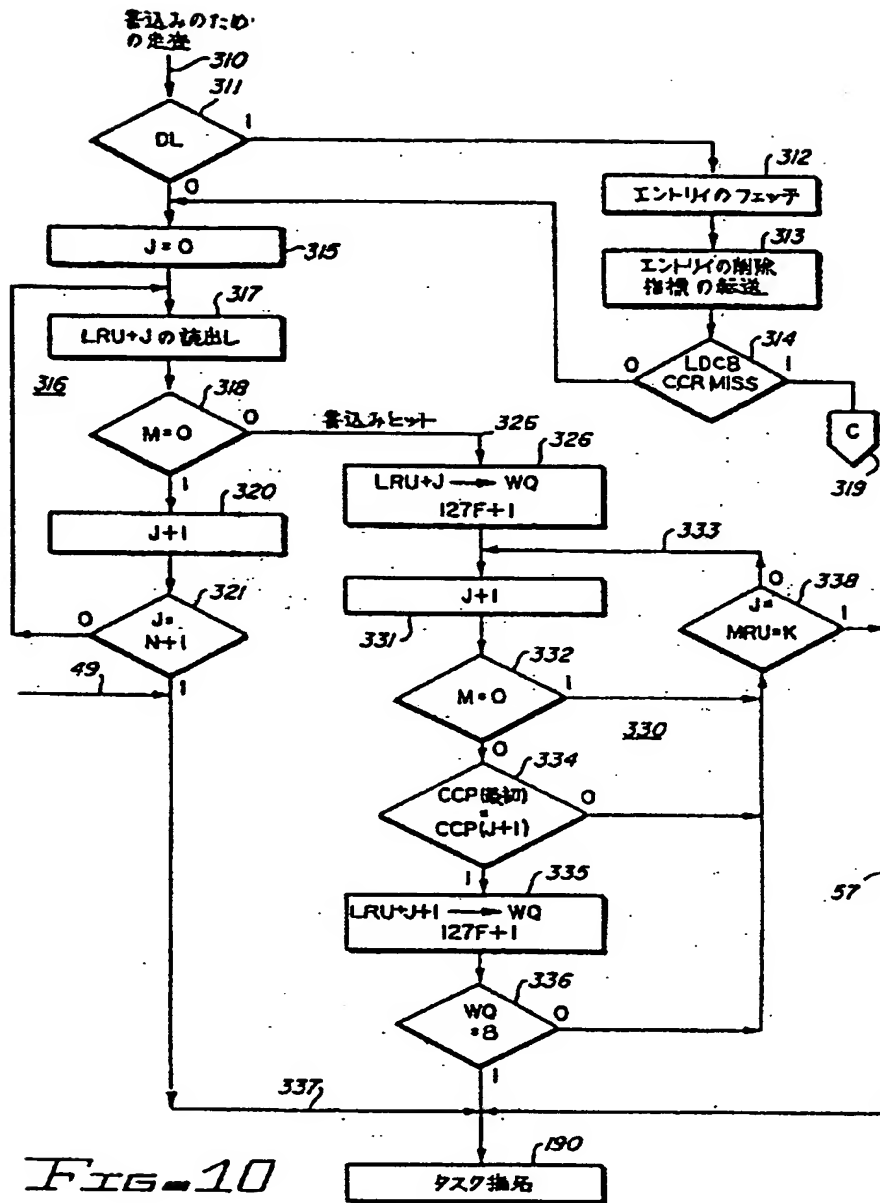 書込みのため
の走査
310
311
DL
1
0
312
エントリイのフェッチ
313
エントリイの削除
指標の転送
314
LDCB
CCR MISS
0
1
C
319
J=0
315
317
LRU+Jの読出し
316
318
M=0
0
1
書込みヒット
326
326
LRU+J → WQ
127F+1
320
J+1
321
J=
N+1
0
1
49
333
J+1
331
332
M=0
1
0
330
338
J=
MRU=K
0
1
334
CCP(最初)
=
CCP(J+1)
0
1
335
LRU+J+1 → WQ
127F+1
57
336
WQ
=8
0
1
337
190
タスク指名
FIG-10